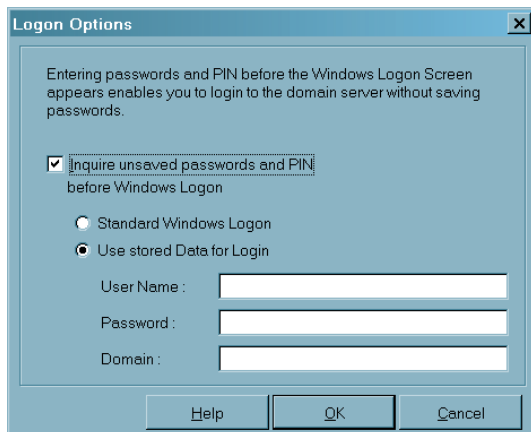 Logon Options
Entering passwords and PIN before the Windows Logon Screen
appears enables you to login to the domain server without saving
passwords.
Inquire unsaved passwords and PIN
before Windows Logon
Standard Windows Logon
Use stored Data for Login
User Name :
Password :
Domain :
Help
OK
Cancel